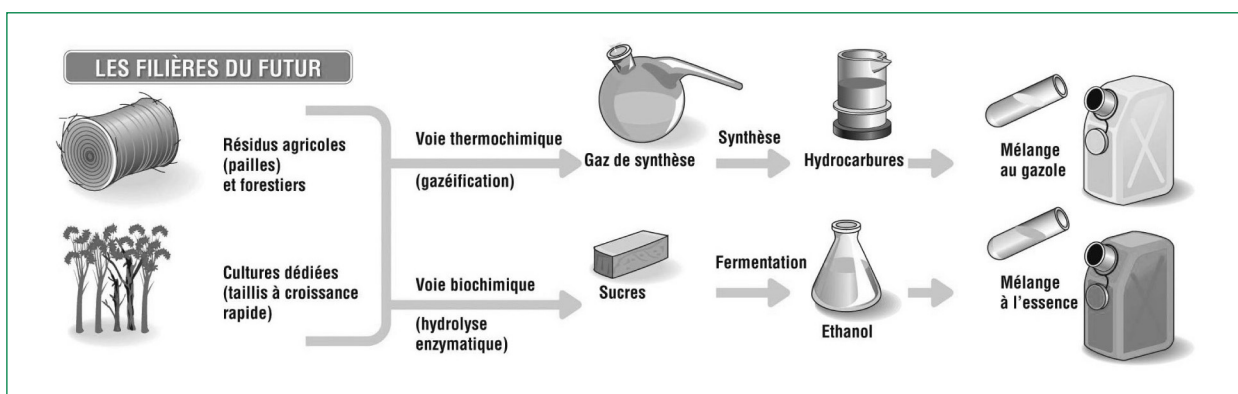 LES FILIÈRES DU FUTUR
Résidus agricoles
(pailles)
et forestiers
Cultures dédiées
(taillis à croissance
rapide)
Voie thermochimique
(gazéification)
Gaz de synthèse
Synthèse
Hydrocarbures
Mélange
au gazole
Voie biochimique
(hydrolyse
enzymatique)
Sucres
Fermentation
Ethanol
Mélange
à l'essence